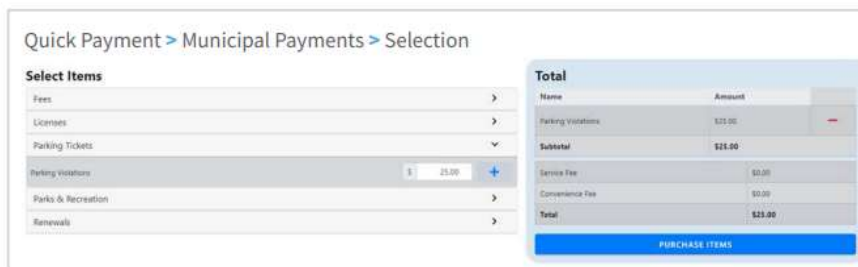 Quick Payment > Municipal Payments > Selection
Select Items
Fees
Licenses
Parking Tickets
Parking Violations $ 25.00 +
Parks & Recreation
Renewals
Total
Name Amount
Parking Violations $25.00
Subtotal $25.00
Service Fee $0.00
Convenience Fee $0.00
Total $25.00
PURCHASE ITEMS